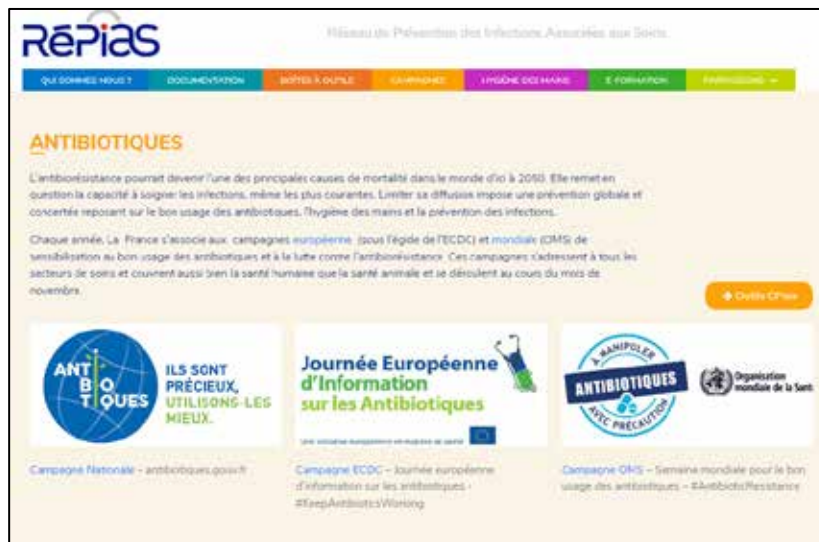 RéPiaS
Réseau de Prévention des Infections Associées aux Soins
QUI SOMMES NOUS ? DOCUMENTATION BOÎTES À OUTILS CAMPAGNES HYGIÈNE DES MAINS E-FORMATION
ANTIBIOTIQUES
L'antibiorésistance pourrait devenir l'une des principales causes de mortalité dans le monde d'ici à 2050. Elle remet en
question la capacité à soigner les infections, même les plus courantes. Limiter sa diffusion impose une prévention globale et
concertée reposant sur le bon usage des antibiotiques, l'hygiène des mains et la prévention des infections.
Chaque année, La France s'associe aux campagnes européenne (sous l'égide de l'ECDC) et mondiale (OMS) de
sensibilisation au bon usage des antibiotiques et à la lutte contre l'antibiorésistance. Ces campagnes s'adressent à tous les
secteurs de soins et couvrent aussi bien la santé humaine que la santé animale et se déroulent au cours du mois de
novembre.
Outils CPias
ANTIBIOTIQUES
ILS SONT
PRÉCIEUX,
UTILISONS-LES
MIEUX.
Journée Européenne
d'Information
sur les Antibiotiques
Une initiative européenne en matière de santé
À MANIPULER
ANTIBIOTIQUES
AVEC PRÉCAUTION
Organisation
mondiale de la Sant
Campagne Nationale – antibiotiques.gouv.fr
Campagne ECDC – Journée européenne
d'information sur les antibiotiques -
#KeepAntibioticsWorking
Campagne OMS – Semaine mondiale pour le bon
usage des antibiotiques – #AntibioticResistance